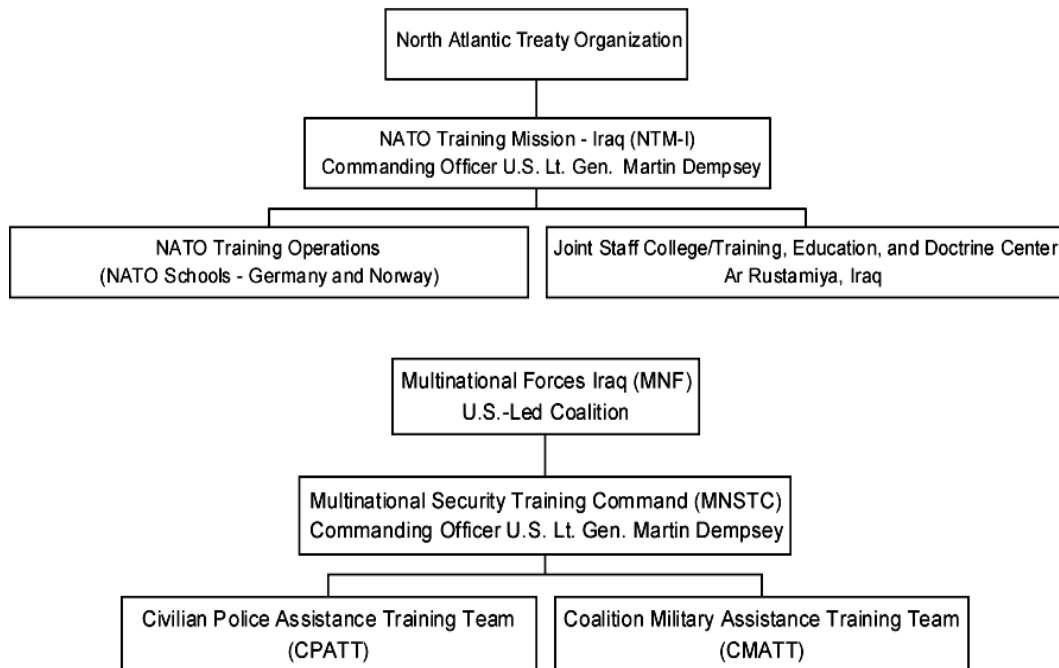 North Atlantic Treaty Organization
NATO Training Mission - Iraq (NTM-I)
Commanding Officer U.S. Lt. Gen. Martin Dempsey
NATO Training Operations
(NATO Schools - Germany and Norway)
Joint Staff College/Training, Education, and Doctrine Center
Ar Rustamiya, Iraq
Multinational Forces Iraq (MNF)
U.S.-Led Coalition
Multinational Security Training Command (MNSTC)
Commanding Officer U.S. Lt. Gen. Martin Dempsey
Civilian Police Assistance Training Team
(CPATT)
Coalition Military Assistance Training Team
(CMATT)